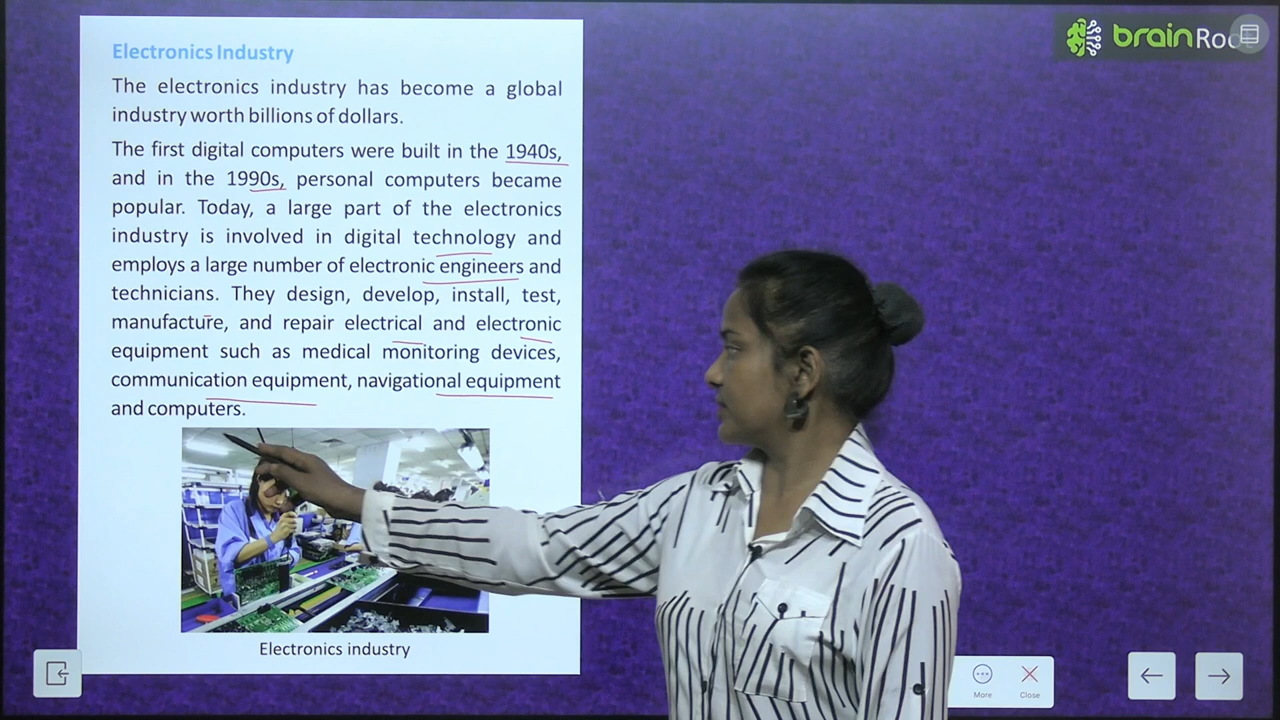 Electronics Industry
The electronics industry has become a global
industry worth billions of dollars.
The first digital computers were built in the 1940s,
and in the 1990s, personal computers became
popular. Today, a large part of the electronics
industry is involved in digital technology and
employs a large number of electronic engineers and
technicians. They design, develop, install, test,
manufacture, and repair electrical and electronic
equipment such as medical monitoring devices,
communication equipment, navigational equipment
and computers.
Electronics industry
brain
More
Close